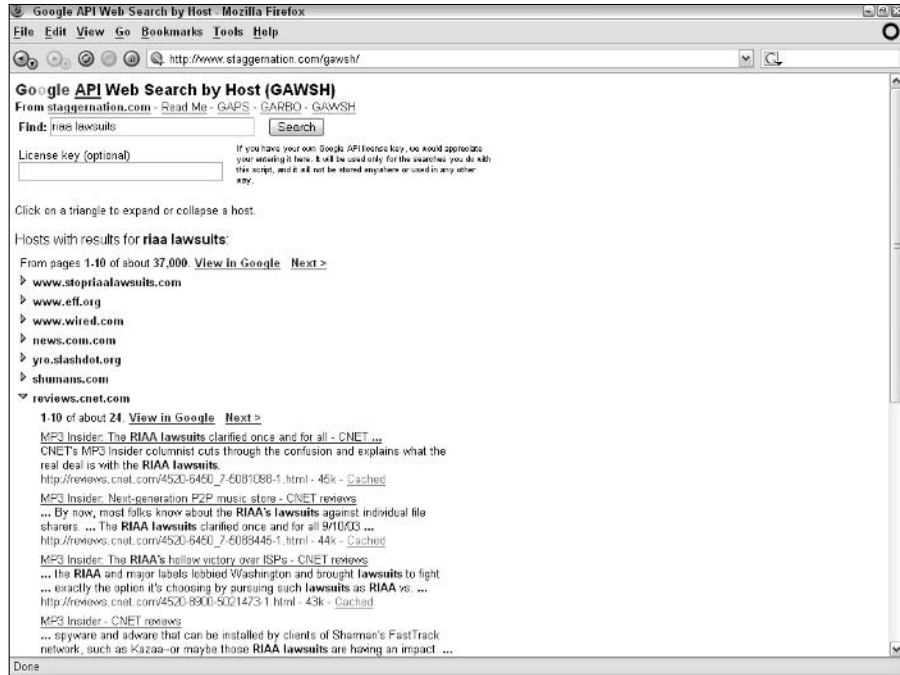 Google API Web Search by Host - Mozilla Firefox
File Edit View Go Bookmarks Tools Help
http://www.staggernation.com/gawsh/
Google API Web Search by Host (GAWSH)
From staggernation.com - Read Me - GAPS - GARBO - GAWSH
Find: riaa lawsuits Search
License key (optional)
If you have your own Google API license key, we would appreciate
your entering it here. It will be used only for the searches you do with
this script, and it will not be stored anywhere or used in any other
way.
Click on a triangle to expand or collapse a host.
Hosts with results for riaa lawsuits:
From pages 1-10 of about 37,000. View in Google Next >
www.stopriaalawsuits.com
www.eff.org
www.wired.com
news.com.com
yro.slashdot.org
shumans.com
reviews.cnet.com
1-10 of about 24. View in Google Next >
MP3 Insider: The RIAA lawsuits clarified once and for all - CNET ...
CNET's MP3 Insider columnist cuts through the confusion and explains what the
real deal is with the RIAA lawsuits.
http://reviews.cnet.com/4520-6450_7-5081098-1.html - 45k - Cached
MP3 Insider: Next-generation P2P music store - CNET reviews
... By now, most folks know about the RIAA's lawsuits against individual file
sharers. ... The RIAA lawsuits clarified once and for all 9/10/03 ...
http://reviews.cnet.com/4520-6450_7-5088445-1.html - 44k - Cached
MP3 Insider: The RIAA's hollow victory over ISPs - CNET reviews
... the RIAA and major labels lobbied Washington and brought lawsuits to fight
... exactly the option it's choosing by pursuing such lawsuits as RIAA vs. ...
http://reviews.cnet.com/4520-8900-5021473-1.html - 43k - Cached
MP3 Insider - CNET reviews
... spyware and adware that can be installed by clients of Sharman's FastTrack
network, such as Kazaa--or maybe those RIAA lawsuits are having an impact. ...
Done